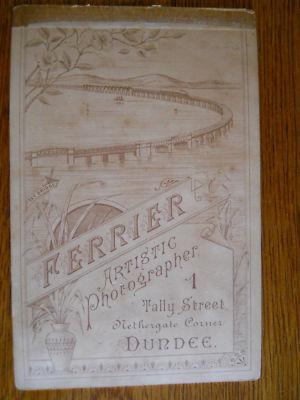 FERRIER
ARTISTIC
Photographer
1
Tally Street
Nethergate Corner
DUNDEE.